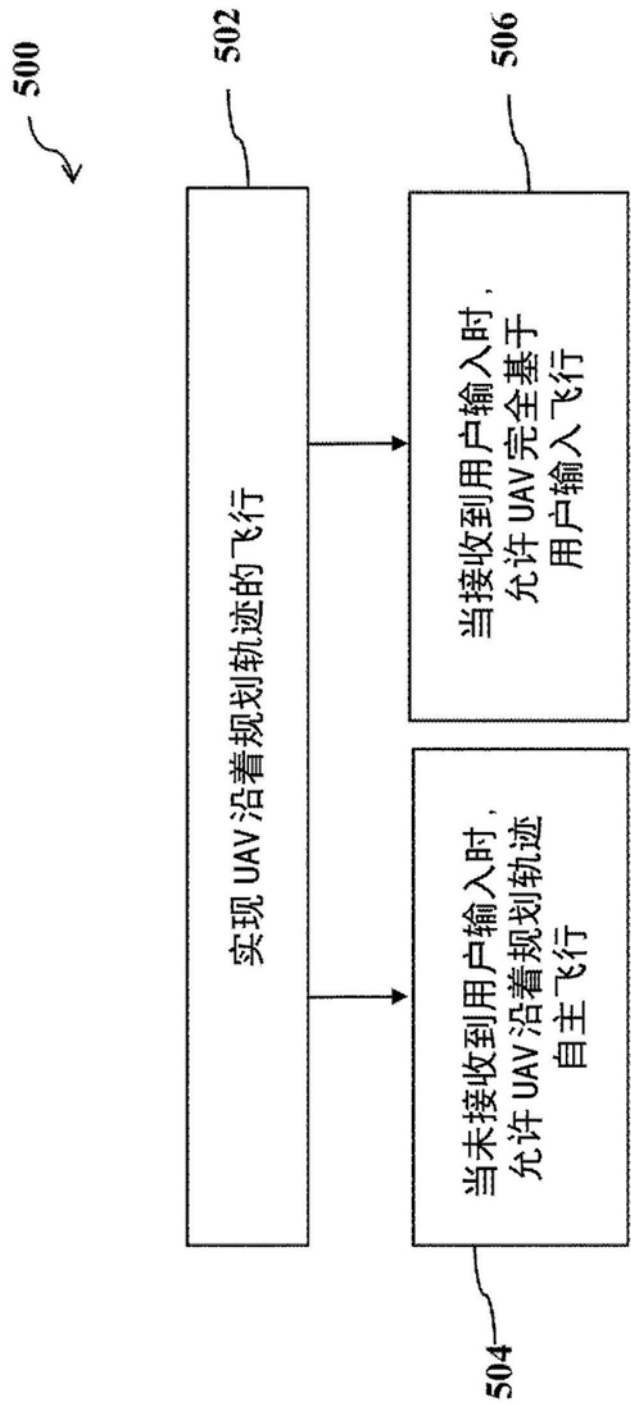 500
502
实现 UAV 沿着规划轨迹的飞行
504
当未接收到用户输入时，
允许 UAV 沿着规划轨迹
自主飞行
506
当接收到用户输入时，
允许 UAV 完全基于
用户输入飞行